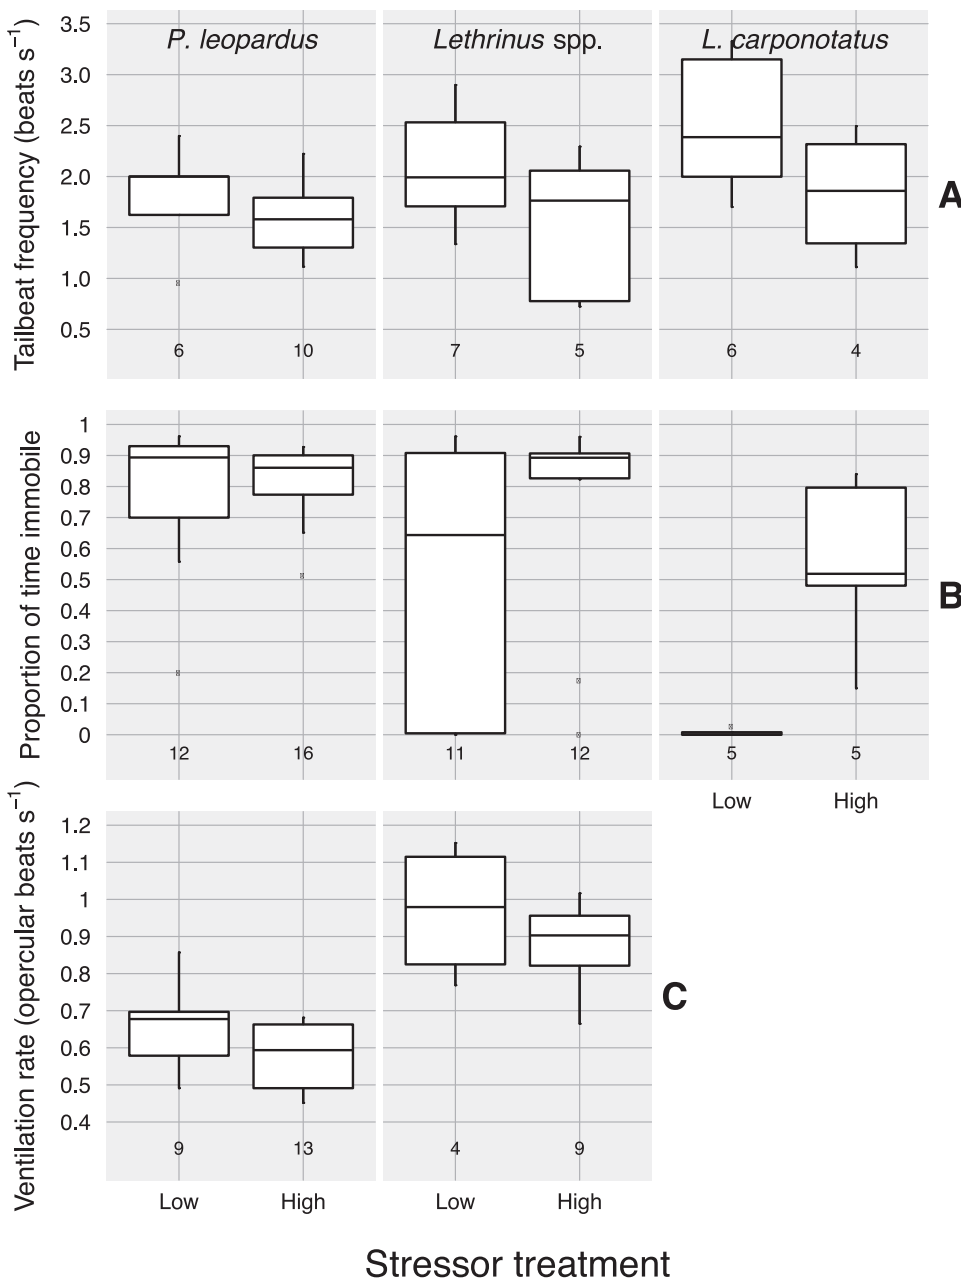 P. leopardus Lethrinus spp. L. carponotatus
Tailbeat frequency (beats s⁻¹)
3.5
3.0
2.5
2.0
1.5
1.0
0.5
6 10 7 5 6 4
A
Proportion of time immobile
1
0.9
0.8
0.7
0.6
0.5
0.4
0.3
0.2
0.1
0
12 16 11 12 5 5
B
Low High
Ventilation rate (opercular beats s⁻¹)
1.2
1.1
1
0.9
0.8
0.7
0.6
0.5
0.4
9 13 4 9
C
Low High Low High
Stressor treatment